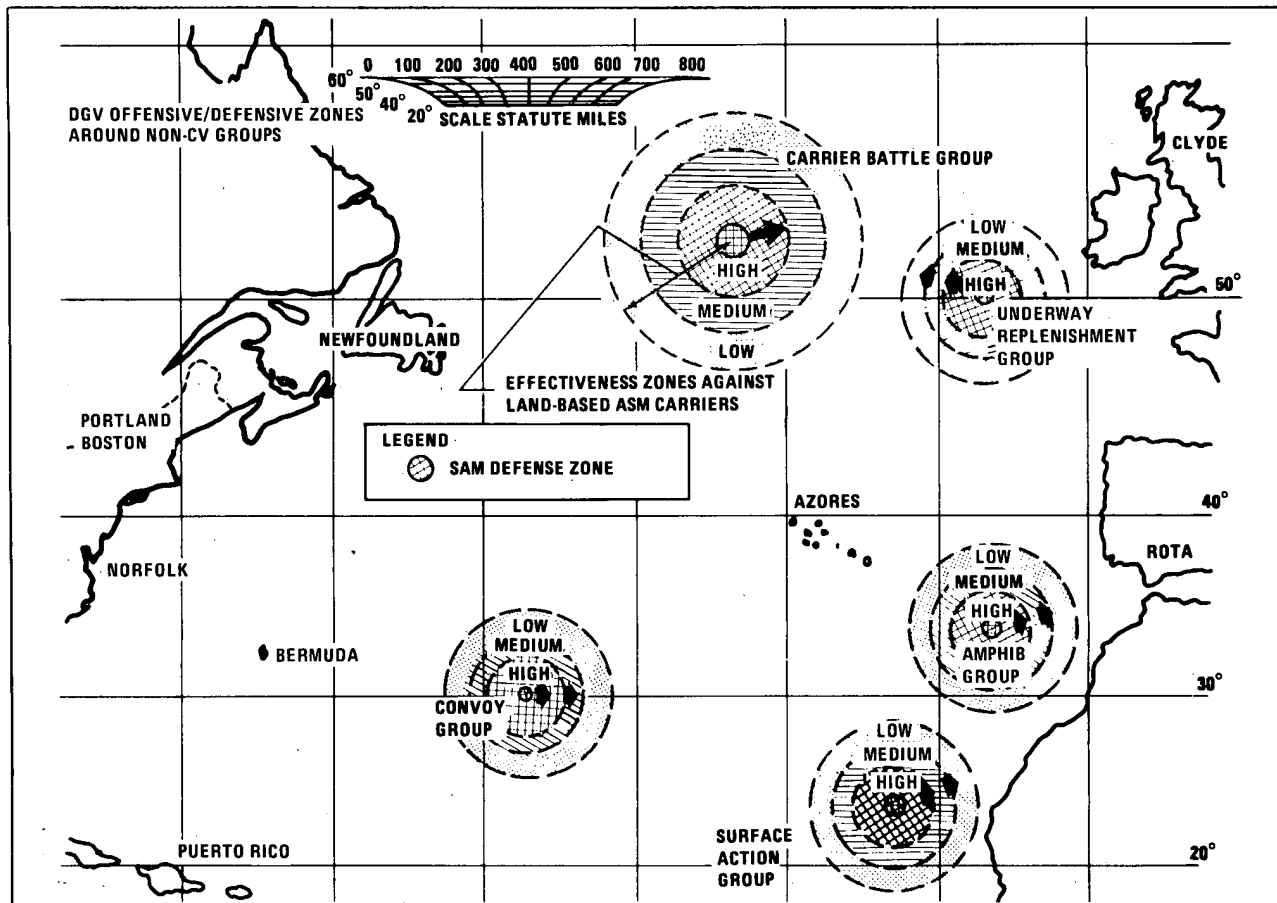 0 100 200 300 400 500 600 700 800
60°
50°
40°
20°
SCALE STATUTE MILES
DGV OFFENSIVE/DEFENSIVE ZONES
AROUND NON-CV GROUPS
CARRIER BATTLE GROUP
CLYDE
HIGH
MEDIUM
LOW
LOW
MEDIUM
HIGH
50°
UNDERWAY
REPLENISHMENT
GROUP
NEWFOUNDLAND
EFFECTIVENESS ZONES AGAINST
LAND-BASED ASM CARRIERS
PORTLAND
BOSTON
LEGEND
SAM DEFENSE ZONE
AZORES
40°
ROTA
NORFOLK
LOW
MEDIUM
HIGH
AMPHIB
GROUP
BERMUDA
LOW
MEDIUM
HIGH
CONVOY
GROUP
30°
LOW
MEDIUM
HIGH
SURFACE
ACTION
GROUP
PUERTO RICO
20°